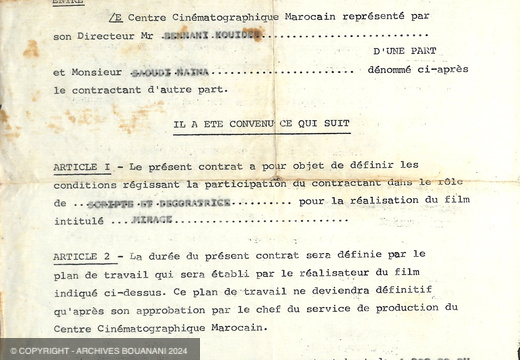 ENTRE
LE Centre Cinématographique Marocain représenté par
son Directeur Mr .BENNANI KOUIDER..........................
D'UNE PART
et Monsieur .SAOUDI NAIMA...................... dénommé ci-après
le contractant d'autre part.
IL A ETE CONVENU CE QUI SUIT
ARTICLE I - Le présent contrat a pour objet de définir les
conditions régissant la participation du contractant dans le rôle
de ..SCRIPTE ET DECORATRICE.......... pour la réalisation du film
intitulé ...MIRAGE............................
ARTICLE 2 - La durée du présent contrat sera définie par le
plan de travail qui sera établi par le réalisateur du film
indiqué ci-dessus. Ce plan de travail ne deviendra définitif
qu'après son approbation par le chef du service de production du
Centre Cinématographique Marocain.
© COPYRIGHT - ARCHIVES BOUANANI 2024